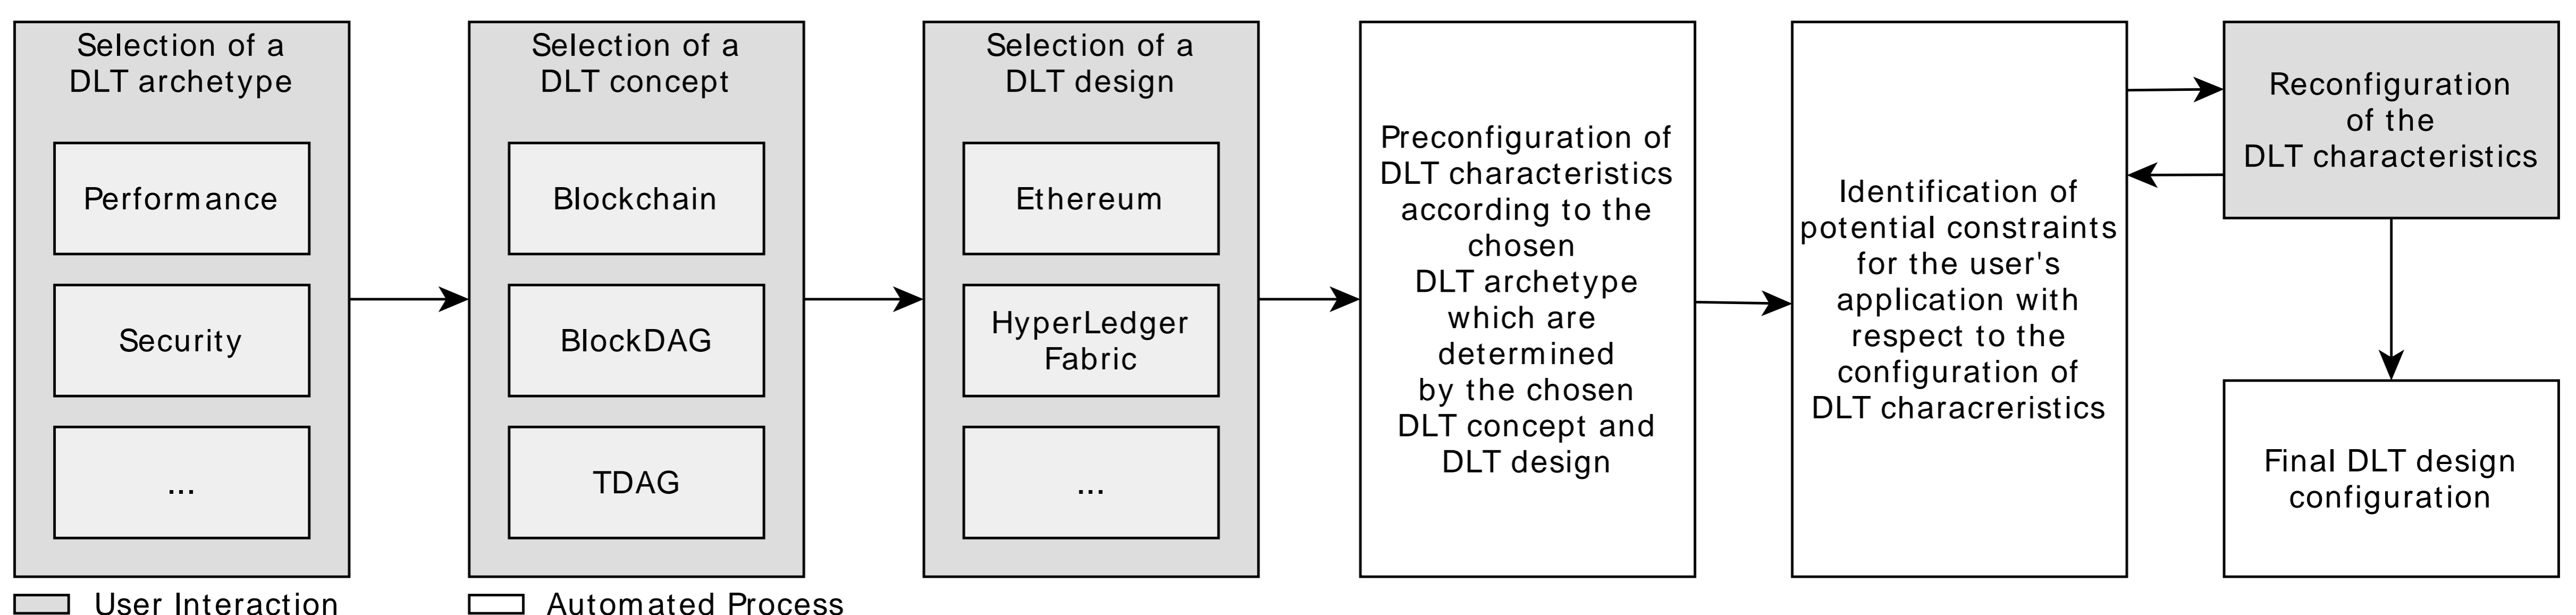 Selection of a
DLT archetype
Performance
Security
...
Selection of a
DLT concept
Blockchain
BlockDAG
TDAG
Selection of a
DLT design
Ethereum
HyperLedger
Fabric
...
Preconfiguration of
DLT characteristics
according to the
chosen
DLT archetype
which are
determined
by the chosen
DLT concept and
DLT design
Identification of
potential constraints
for the user's
application with
respect to the
configuration of
DLT characreristics
Reconfiguration
of the
DLT characteristics
Final DLT design
configuration
User Interaction
Automated Process